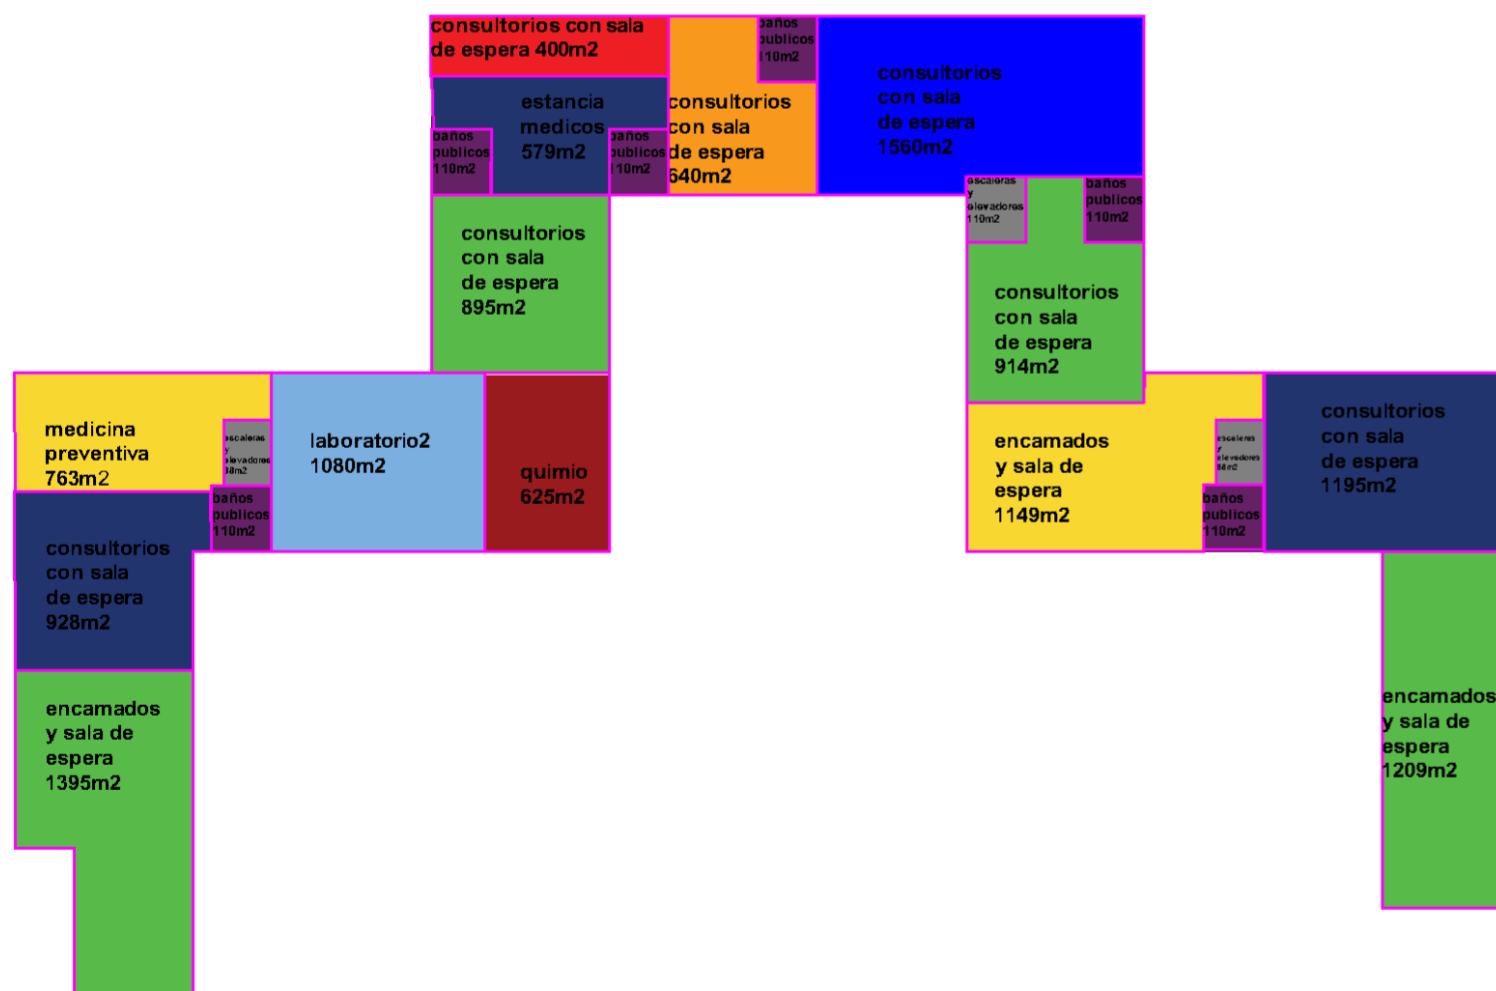 consultorios con sala
de espera 400m2
baños
publicos
110m2
consultorios
con sala
de espera
1560m2
estancia
medicos
579m2
consultorios
con sala
de espera
640m2
baños
publicos
110m2
baños
publicos
110m2
escaleras
y
elevadores
110m2
baños
publicos
110m2
consultorios
con sala
de espera
895m2
consultorios
con sala
de espera
914m2
medicina
preventiva
763m2
escaleras
y
elevadores
88m2
laboratorio2
1080m2
quimio
625m2
encamados
y sala de
espera
1149m2
escaleras
y
elevadores
88m2
consultorios
con sala
de espera
1195m2
baños
publicos
110m2
baños
publicos
110m2
consultorios
con sala
de espera
928m2
encamados
y sala de
espera
1395m2
encamados
y sala de
espera
1209m2